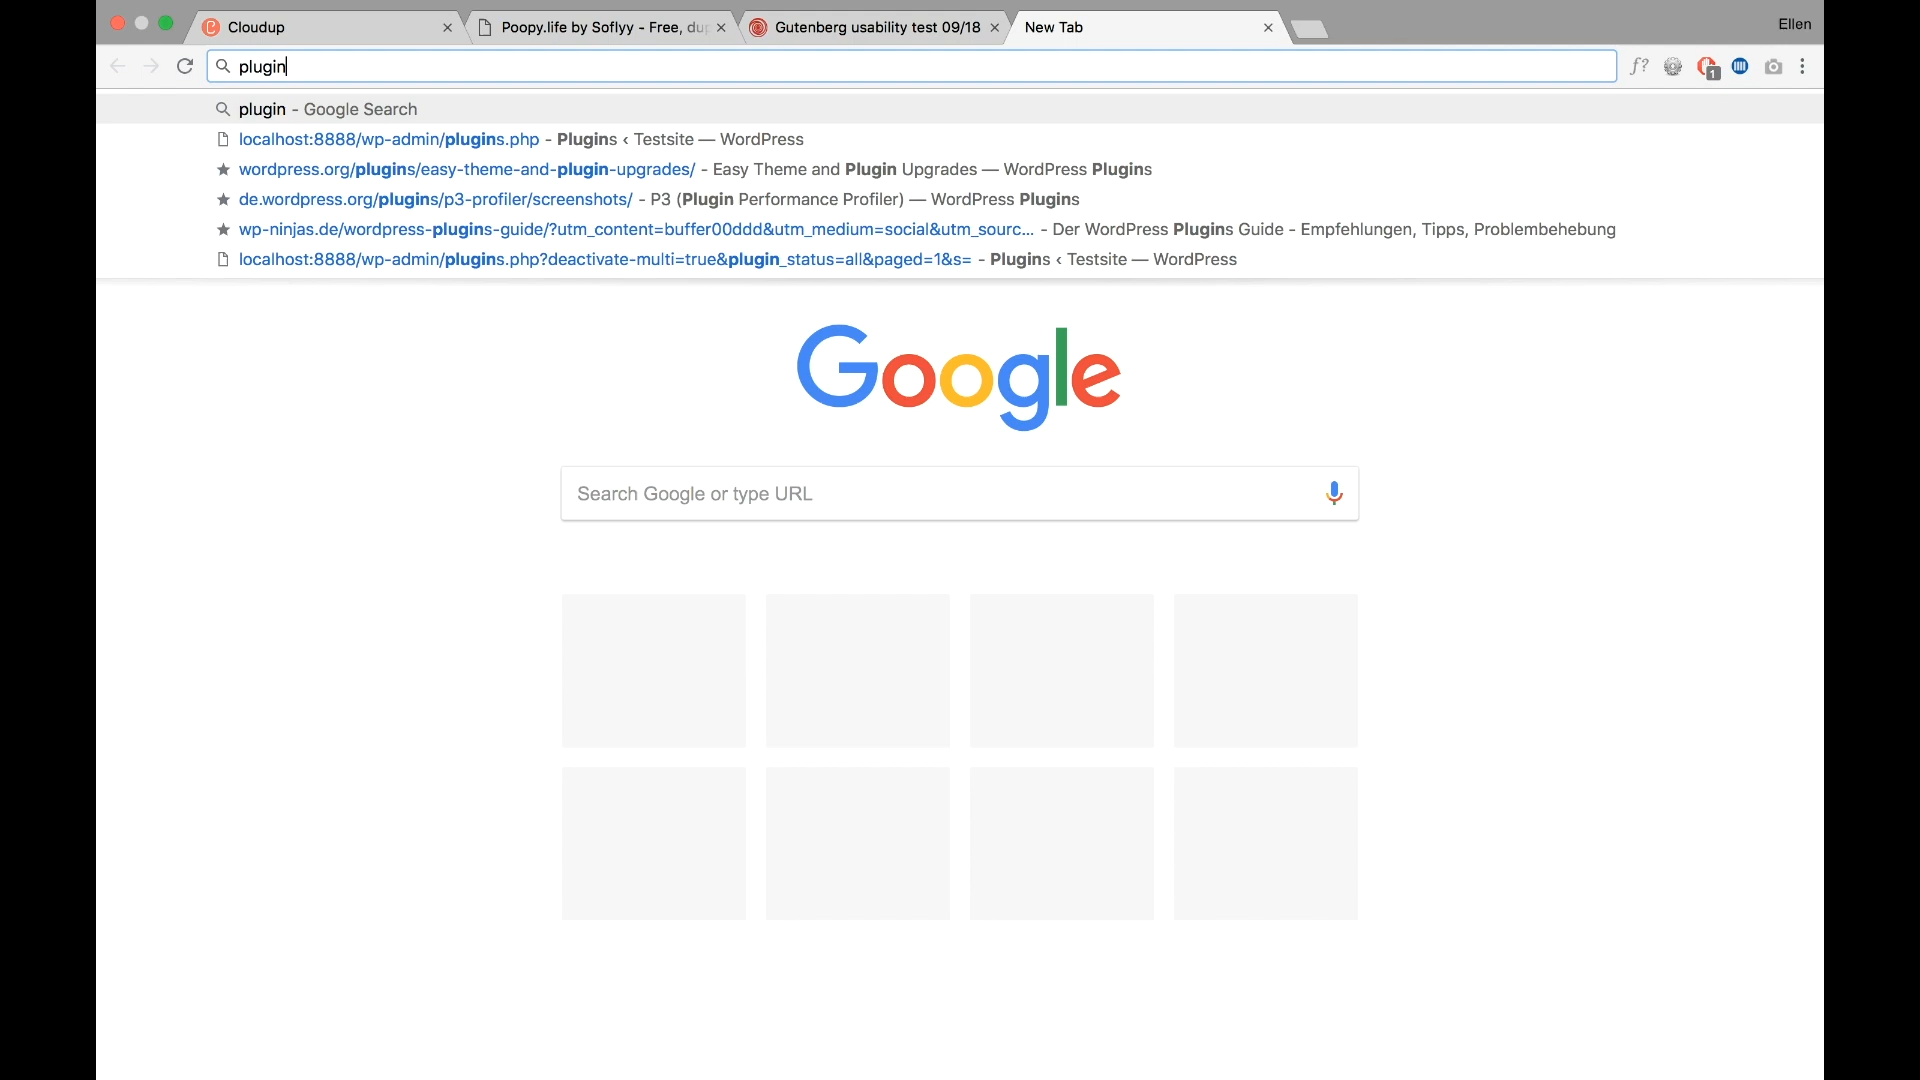 Cloudup
Poopy.life by Soflyy - Free, du
Gutenberg usability test 09/18
New Tab
Ellen
plugin
f?
1
plugin - Google Search
localhost:8888/wp-admin/plugins.php - Plugins ‹ Testsite — WordPress
wordpress.org/plugins/easy-theme-and-plugin-upgrades/ - Easy Theme and Plugin Upgrades — WordPress Plugins
de.wordpress.org/plugins/p3-profiler/screenshots/ - P3 (Plugin Performance Profiler) — WordPress Plugins
wp-ninjas.de/wordpress-plugins-guide/?utm_content=buffer00ddd&utm_medium=social&utm_sourc... - Der WordPress Plugins Guide - Empfehlungen, Tipps, Problembehebung
localhost:8888/wp-admin/plugins.php?deactivate-multi=true&plugin_status=all&paged=1&s= - Plugins ‹ Testsite — WordPress
Google
Search Google or type URL